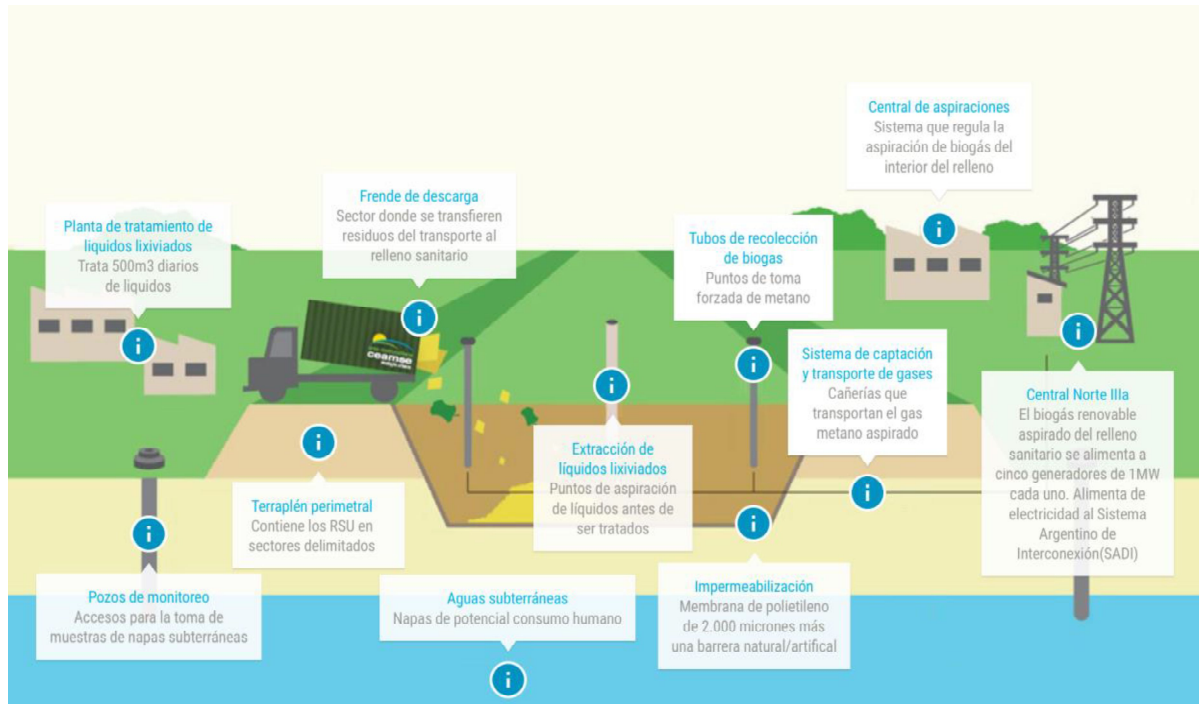 Central de aspiraciones
Sistema que regula la
aspiración de biogás del
interior del relleno
Frende de descarga
Sector donde se transfieren
residuos del transporte al
relleno sanitario
Planta de tratamiento de
liquidos lixiviados
Trata 500m3 diarios
de liquidos
Tubos de recolección
de biogas
Puntos de toma
forzada de metano
ceamse
Sistema de captación
y transporte de gases
Cañerías que
transportan el gas
metano aspirado
Central Norte IIIa
El biogás renovable
aspirado del relleno
sanitario se alimenta a
cinco generadores de 1MW
cada uno. Alimenta de
electricidad al Sistema
Argentino de
Interconexión(SADI)
Extracción de
líquidos lixiviados
Puntos de aspiración
de líquidos antes de
ser tratados
Terraplén perimetral
Contiene los RSU en
sectores delimitados
Pozos de monitoreo
Accesos para la toma de
muestras de napas subterráneas
Aguas subterráneas
Napas de potencial consumo humano
Impermeabilización
Membrana de polietileno
de 2.000 micrones más
una barrera natural/artifical